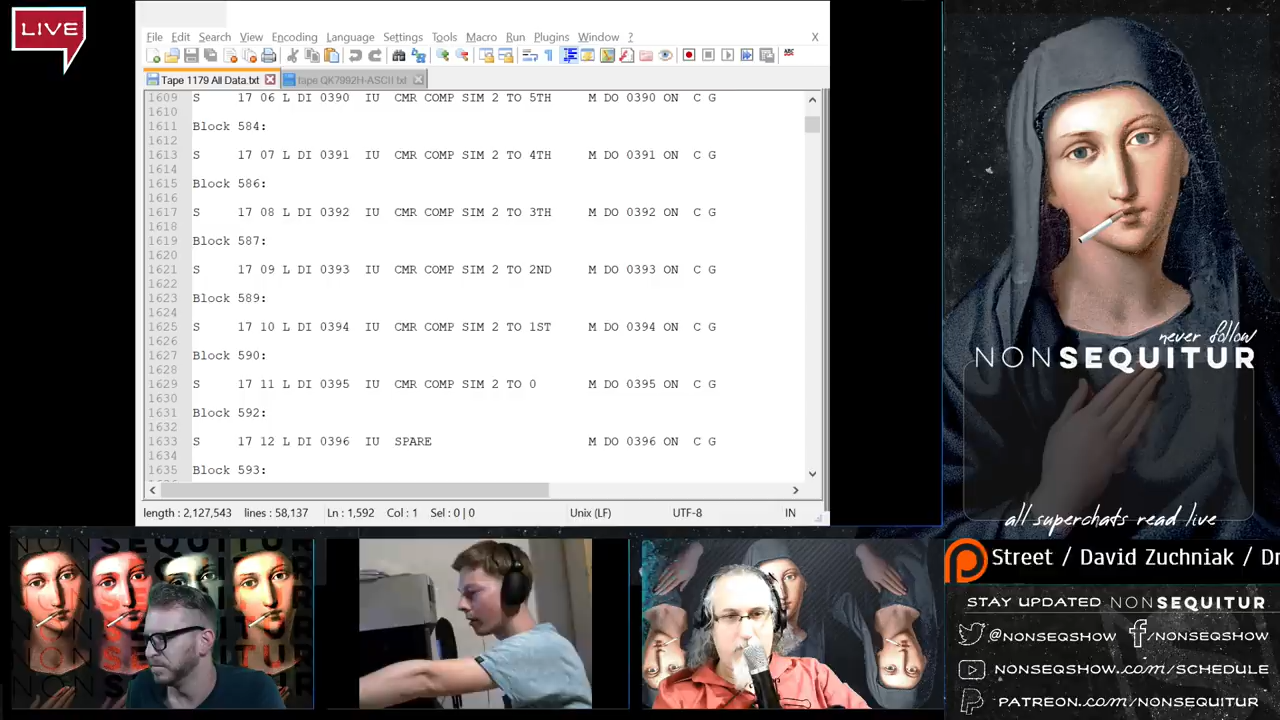 LIVE
File Edit Search View Encoding Language Settings Tools Macro Run Plugins Window ? X
Tape 1179 All Data.txt tape QK7992H-ASCII txt
1609 S 17 06 L DI 0390 IU CMR COMP SIM 2 TO 5TH M DO 0390 ON C G
1610
1611 Block 584:
1612
1613 S 17 07 L DI 0391 IU CMR COMP SIM 2 TO 4TH M DO 0391 ON C G
1614
1615 Block 586:
1616
1617 S 17 08 L DI 0392 IU CMR COMP SIM 2 TO 3TH M DO 0392 ON C G
1618
1619 Block 587:
1620
1621 S 17 09 L DI 0393 IU CMR COMP SIM 2 TO 2ND M DO 0393 ON C G
1622
1623 Block 589:
1624
1625 S 17 10 L DI 0394 IU CMR COMP SIM 2 TO 1ST M DO 0394 ON C G
1626
1627 Block 590:
1628
1629 S 17 11 L DI 0395 IU CMR COMP SIM 2 TO 0 M DO 0395 ON C G
1630
1631 Block 592:
1632
1633 S 17 12 L DI 0396 IU SPARE M DO 0396 ON C G
1634
1635 Block 593:
length : 2,127,543 lines : 58,137 Ln : 1,592 Col : 1 Sel : 0 | 0 Unix (LF) UTF-8 IN
never follow
NONSEQUITUR
all superchats read live
Street / David Zuchniak / Dr
STAY UPDATED NONSEQUITUR
@NONSEQSHOW /NONSEQSHOW
NONSEQSHOW.com/SCHEDULE
PATREON.com/NONSEQUITUR